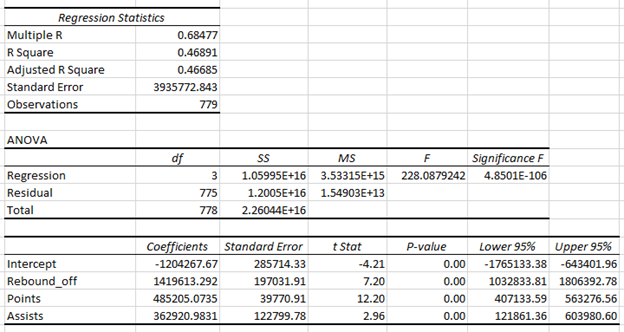 Regression Statistics
Multiple R 0.68477
R Square 0.46891
Adjusted R Square 0.46685
Standard Error 3935772.843
Observations 779
ANOVA
df SS MS F Significance F
Regression 3 1.05995E+16 3.53315E+15 228.0879242 4.8501E-106
Residual 775 1.2005E+16 1.54903E+13
Total 778 2.26044E+16
Coefficients Standard Error t Stat P-value Lower 95% Upper 95%
Intercept -1204267.67 285714.33 -4.21 0.00 -1765133.38 -643401.96
Rebound_off 1419613.292 197031.91 7.20 0.00 1032833.81 1806392.78
Points 485205.0735 39770.91 12.20 0.00 407133.59 563276.56
Assists 362920.9831 122799.78 2.96 0.00 121861.36 603980.60